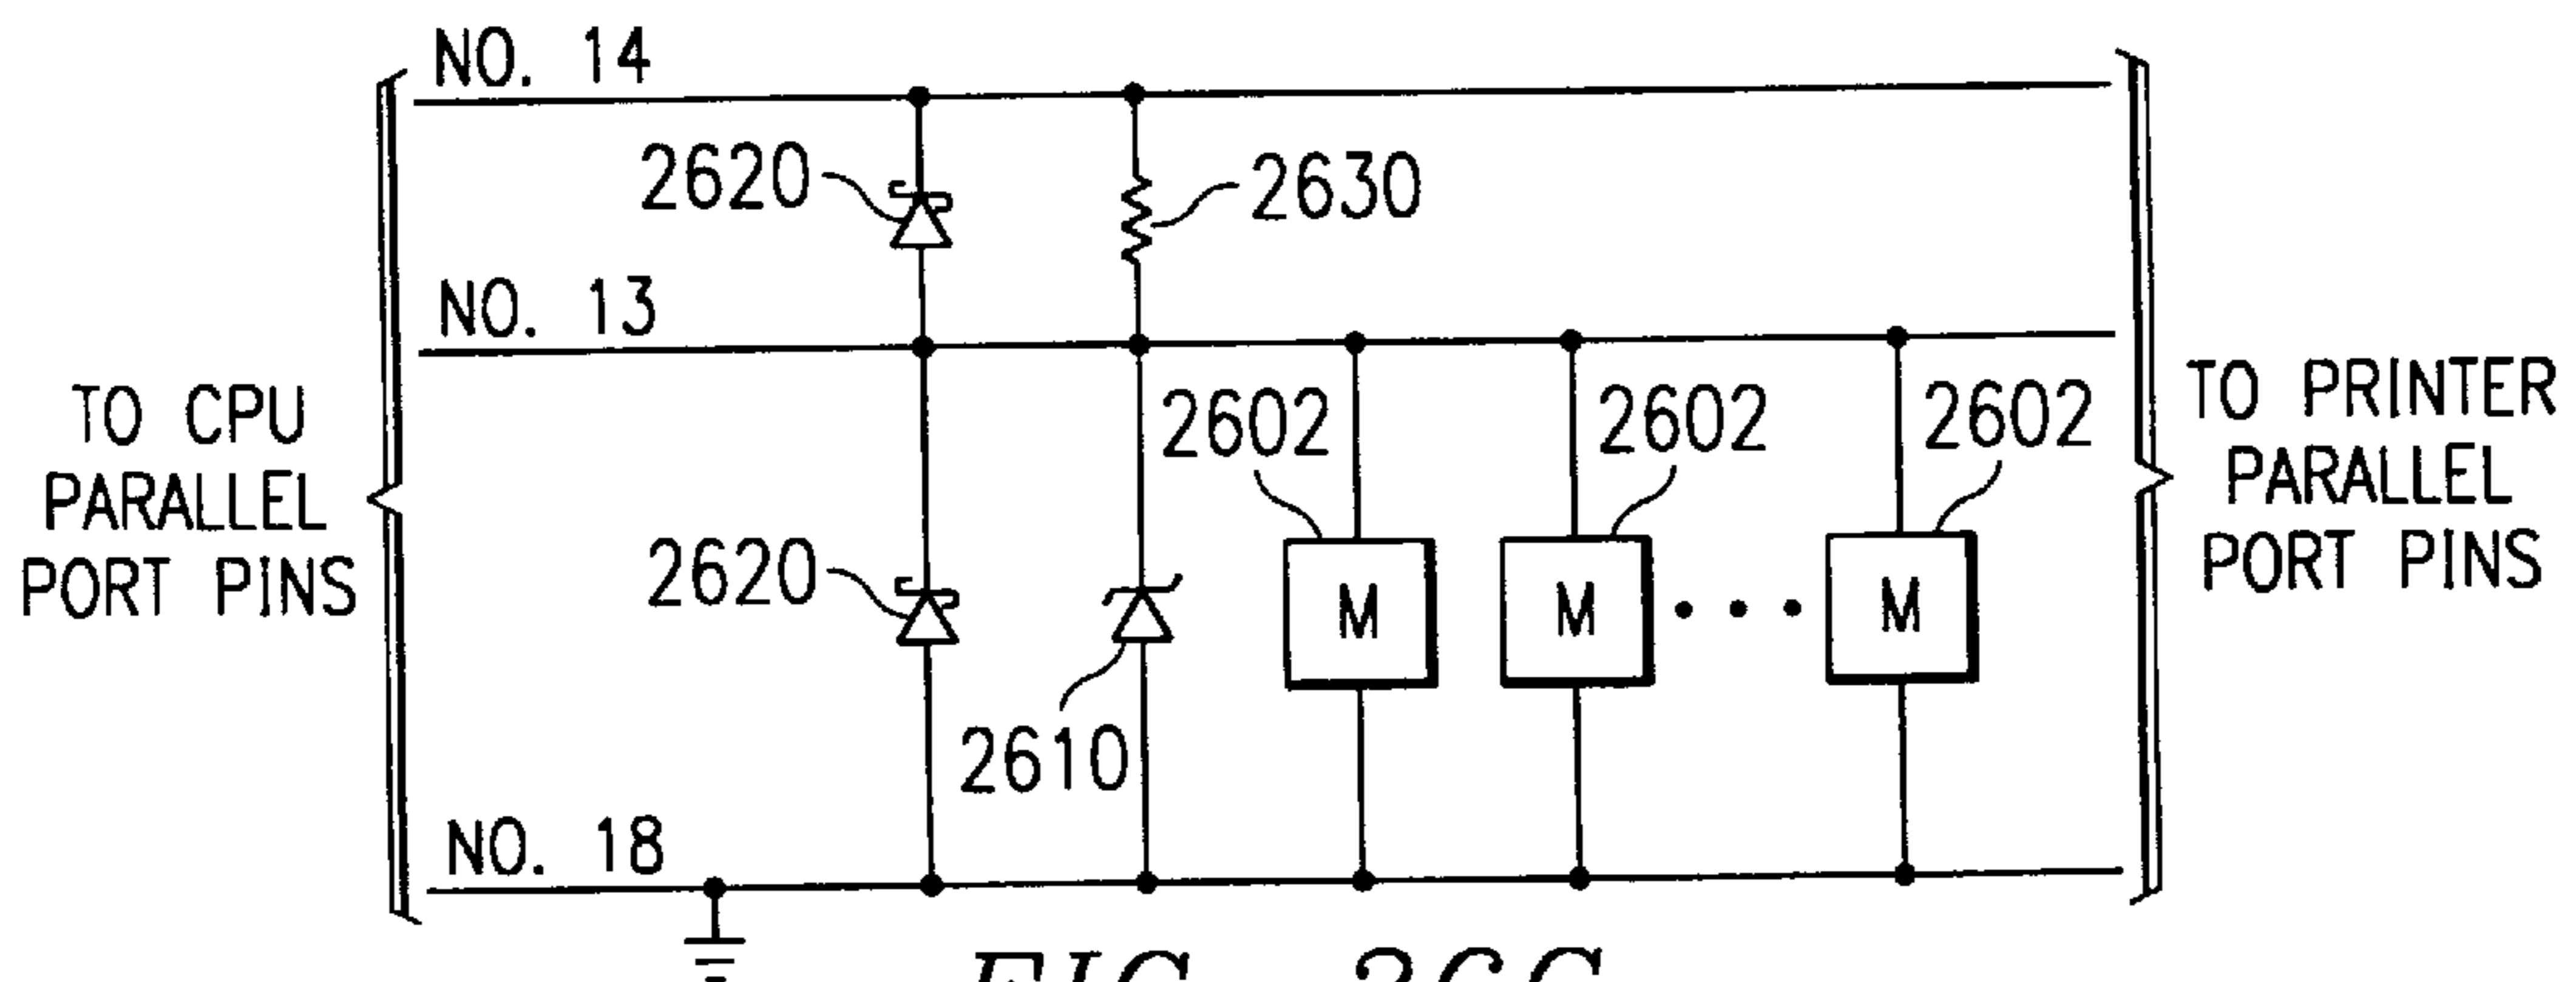 NO. 14
2620
2630
NO. 13
TO CPU
PARALLEL
PORT PINS
2602
2602
2602
TO PRINTER
PARALLEL
PORT PINS
2620
M
M
M
2610
NO. 18